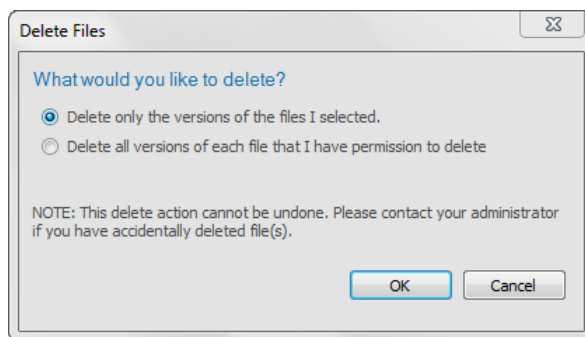 Delete Files
What would you like to delete?
Delete only the versions of the files I selected.
Delete all versions of each file that I have permission to delete
NOTE: This delete action cannot be undone. Please contact your administrator
if you have accidentally deleted file(s).
OK Cancel